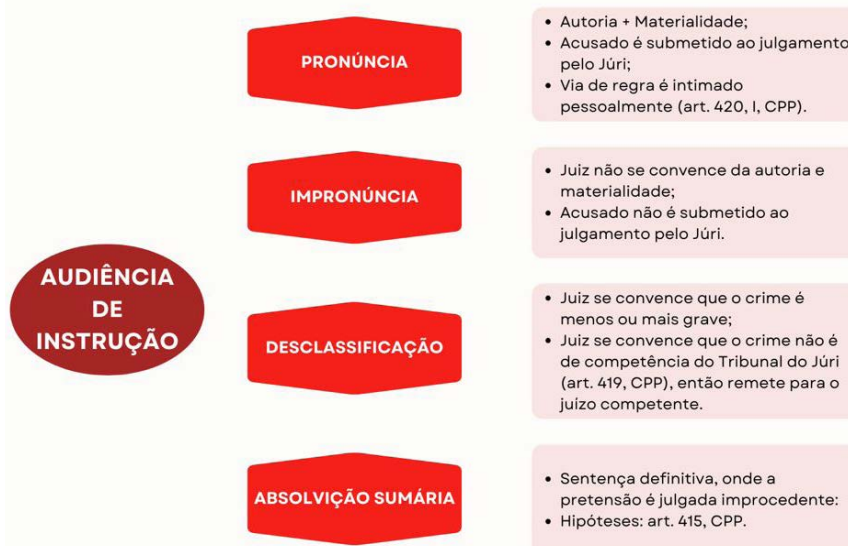 AUDIÊNCIA
DE
INSTRUÇÃO
PRONÚNCIA
• Autoria + Materialidade;
• Acusado é submetido ao julgamento
pelo Júri;
• Via de regra é intimado
pessoalmente (art. 420, I, CPP).
IMPRONÚNCIA
• Juiz não se convence da autoria e
materialidade;
• Acusado não é submetido ao
julgamento pelo Júri.
DESCLASSIFICAÇÃO
• Juiz se convence que o crime é
menos ou mais grave;
• Juiz se convence que o crime não é
de competência do Tribunal do Júri
(art. 419, CPP), então remete para o
juízo competente.
ABSOLVIÇÃO SUMÁRIA
• Sentença definitiva, onde a
pretensão é julgada improcedente:
• Hipóteses: art. 415, CPP.